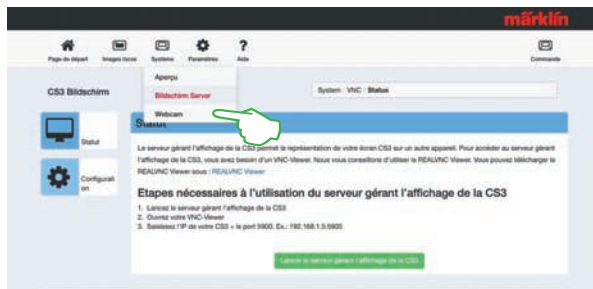 märklín
Page de départ
Images locos
Système
Paramètres
Aide
Commande
Aperçu
Bildschirm Server
Webcam
CS3 Bildschirm
System VNC Status
Statut
Statut
Configurati
on
Le serveur gérant l'affichage de la CS3 permet la représentation de votre écran CS3 sur un autre appareil. Pour accéder au serveur gérant
l'affichage de la CS3, vous avez besoin d'un VNC-Viewer. Nous vous conseillons d'utiliser le REALVNC Viewer. Vous pouvez télécharger le
REALVNC Viewer sous : REALVNC Viewer
Etapes nécessaires à l'utilisation du serveur gérant l'affichage de la CS3
1. Lancez le serveur gérant l'affichage de la CS3
2. Ouvrez votre VNC-Viewer
3. Saisissez l'IP de votre CS3 + le port 5900. Ex.: 192.168.1.5:5900
Lancer le serveur gérant l'affichage de la CS3